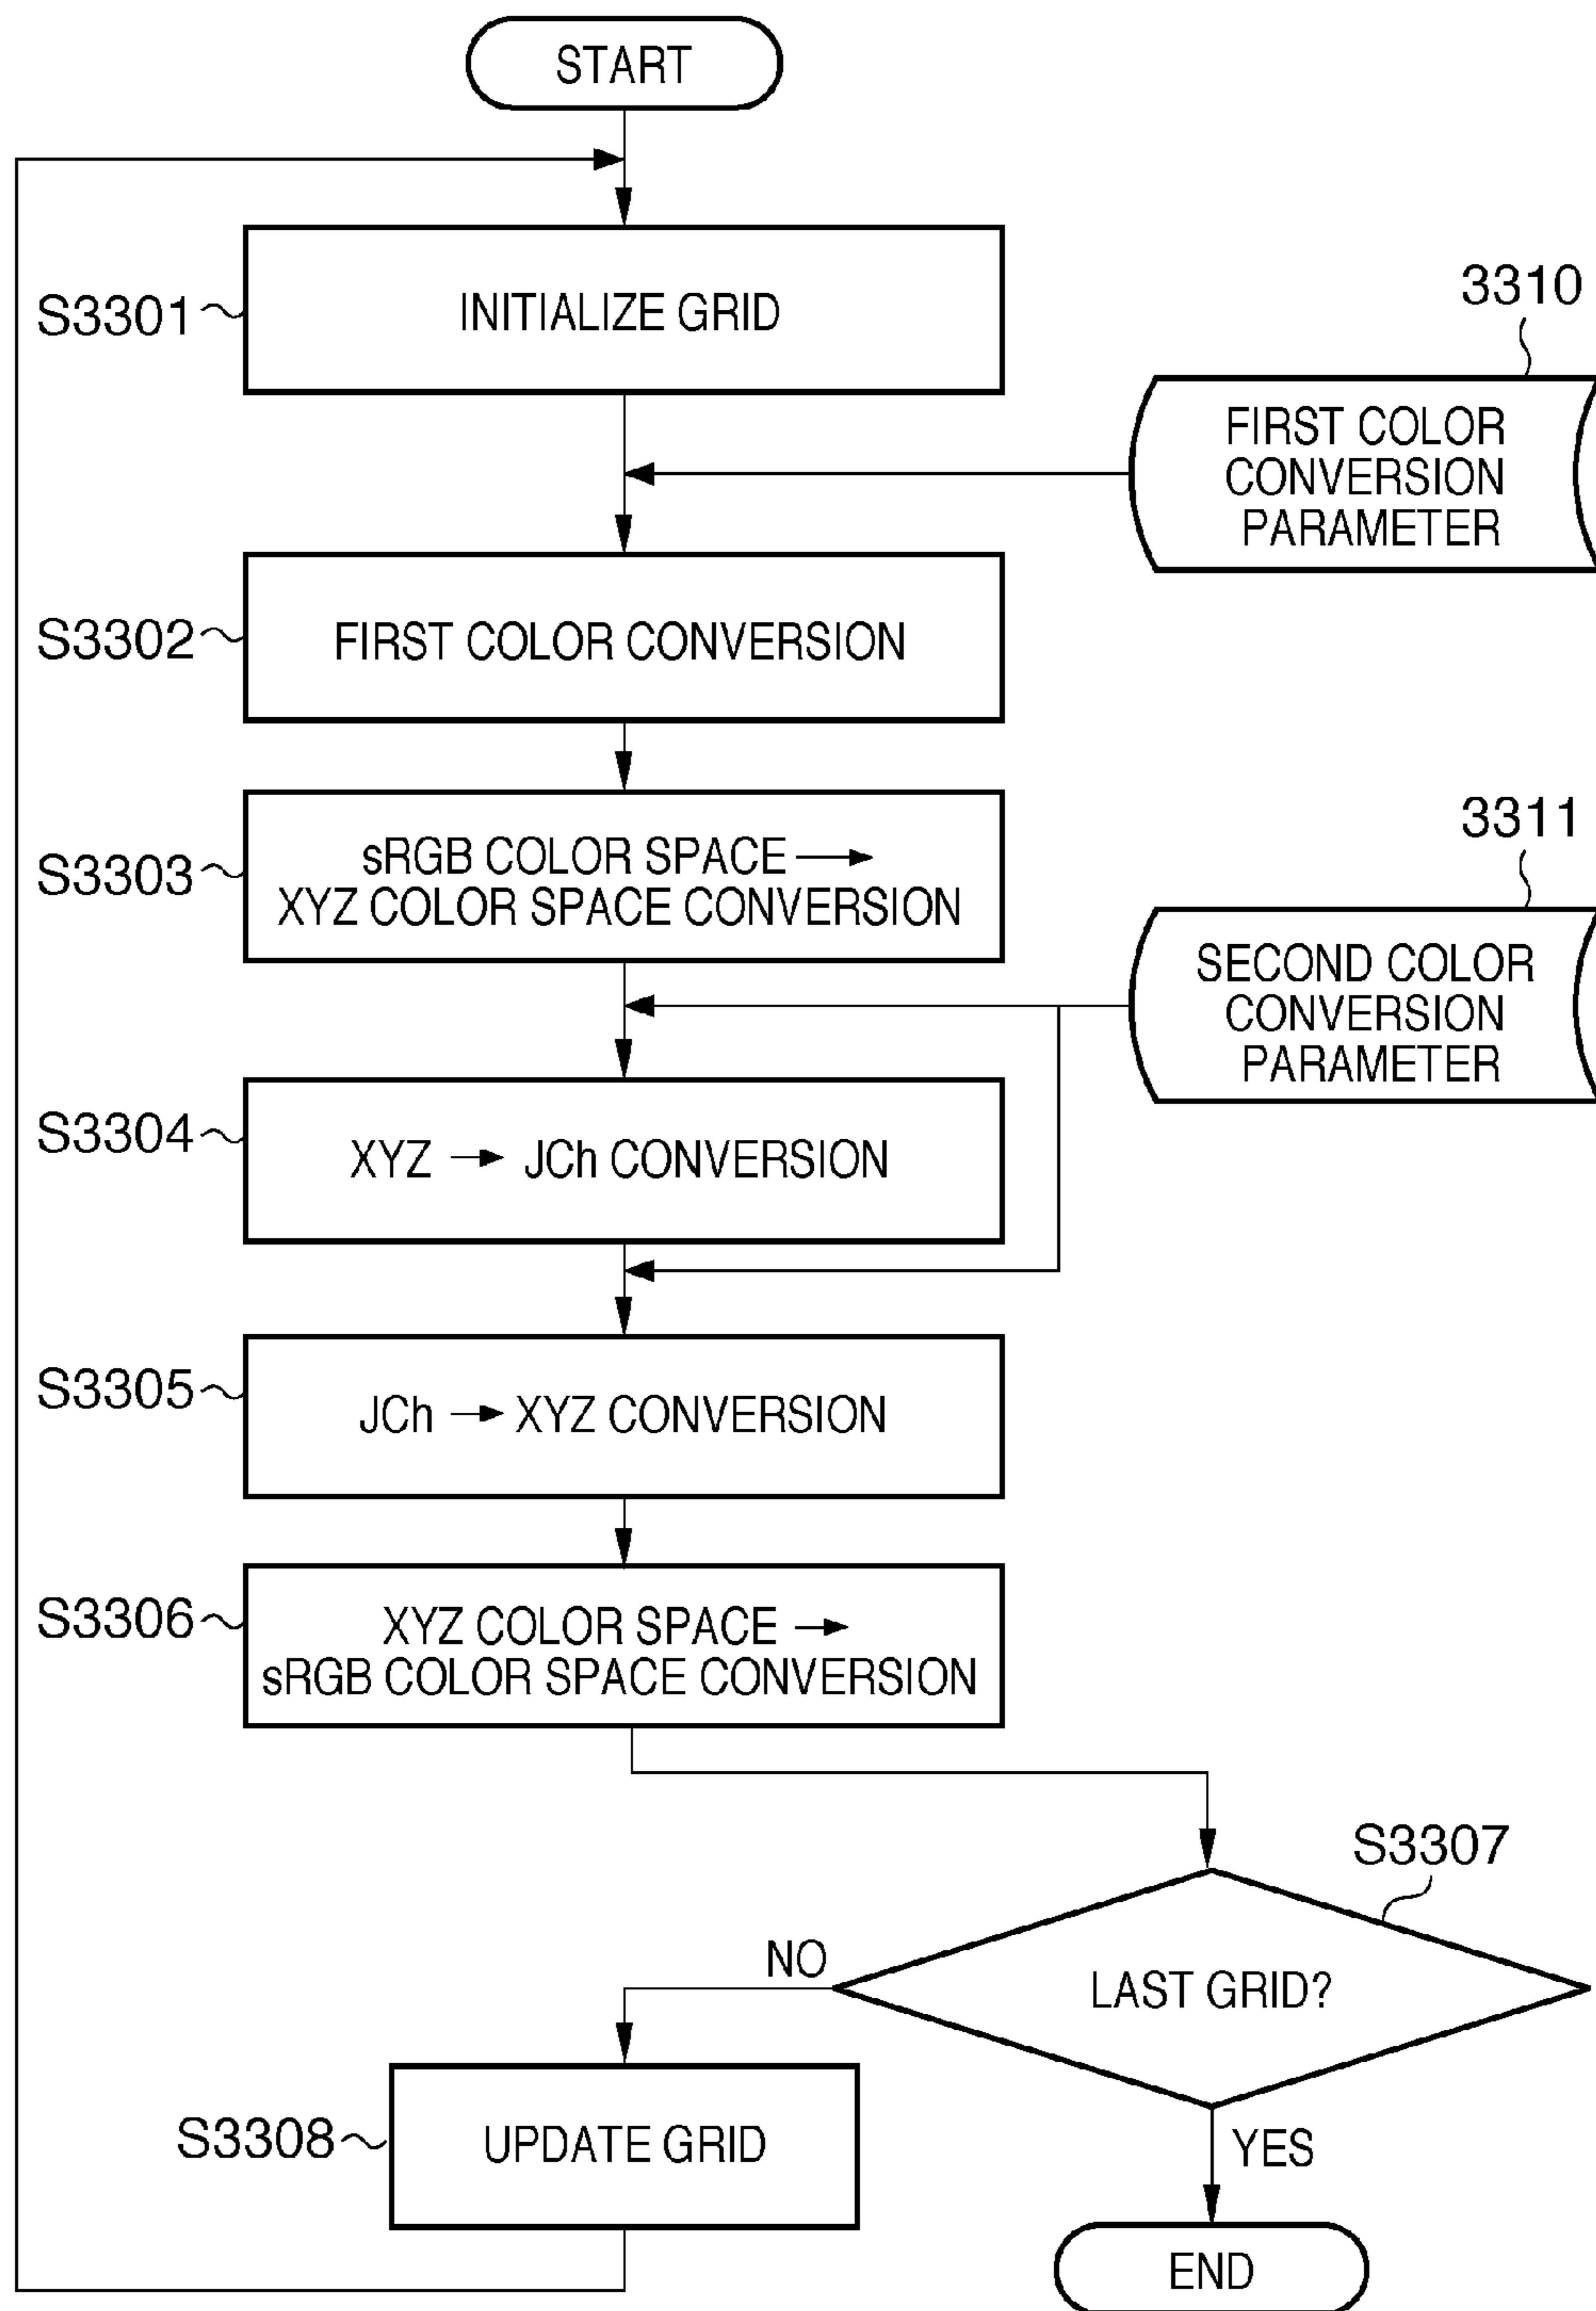 START
S3301
INITIALIZE GRID
3310
FIRST COLOR
CONVERSION
PARAMETER
S3302
FIRST COLOR CONVERSION
S3303
sRGB COLOR SPACE →
XYZ COLOR SPACE CONVERSION
3311
SECOND COLOR
CONVERSION
PARAMETER
S3304
XYZ → JCh CONVERSION
S3305
JCh → XYZ CONVERSION
S3306
XYZ COLOR SPACE →
sRGB COLOR SPACE CONVERSION
S3307
LAST GRID?
NO
S3308
UPDATE GRID
YES
END